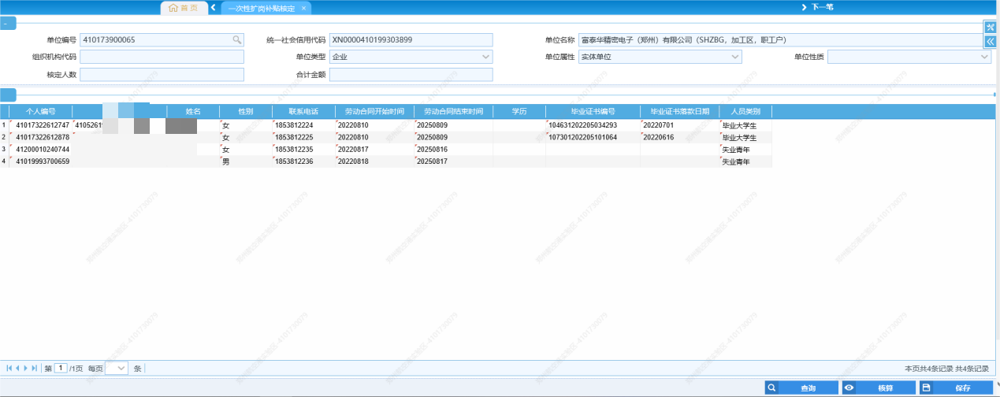 首 页 一次性扩岗补贴核定 × 下一笔
单位编号 410173900065 统一社会信用代码 XN0000410199303899 单位名称 富泰华精密电子（郑州）有限公司（SHZBG，加工区，职工户）
组织机构代码 单位类型 企业 单位属性 实体单位 单位性质
核定人数 合计金额
个人编号 姓名 性别 联系电话 劳动合同开始时间 劳动合同结束时间 学历 毕业证书编号 毕业证书落款日期 人员类别
1 41017322612747 4105261 女 1853812224 20220810 20250809 104631202205034293 20220701 毕业大学生
2 41017322612878 女 1853812225 20220810 20250809 107301202205101064 20220616 毕业大学生
3 41200010240744 女 1853812235 20220817 20250816 失业青年
4 41019993700659 男 1853812236 20220818 20250817 失业青年
第 1 /1页 每页 条 本页共4条记录 共4条记录
查询 核算 保存